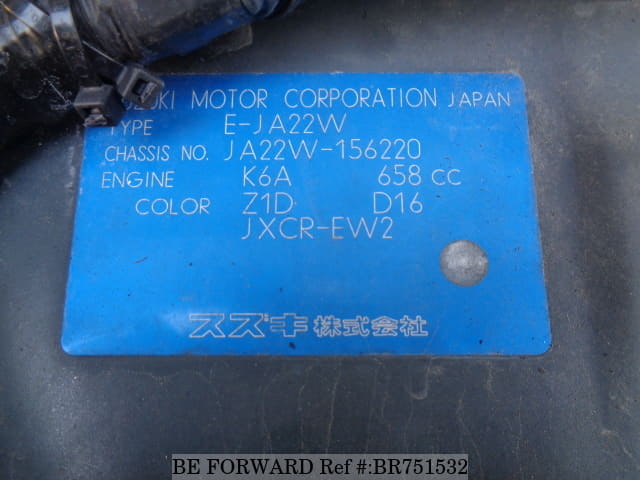 SUZUKI MOTOR CORPORATION JAPAN
TYPE E-JA22W
CHASSIS NO. JA22W-156220
ENGINE K6A 658 cc
COLOR Z1D D16
JXCR-EW2
スズキ株式会社
BE FORWARD Ref #:BR751532